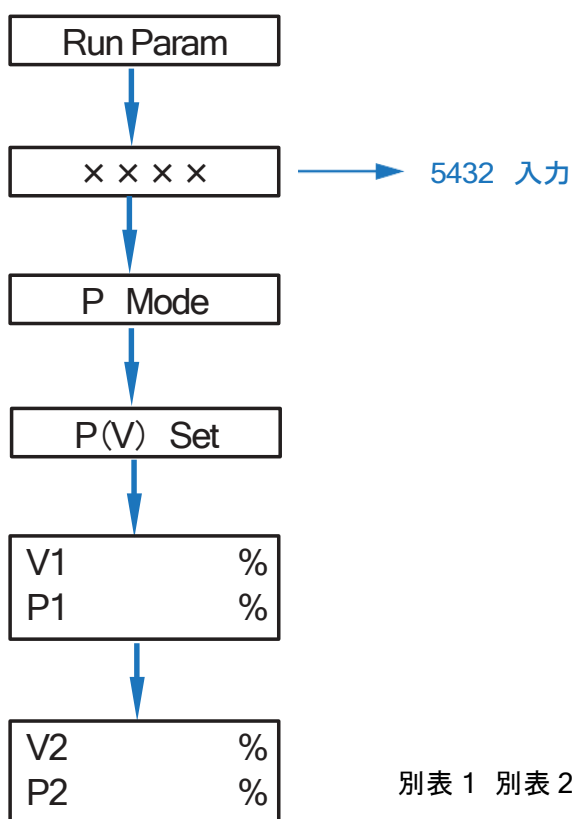 Run Param
××××
5432 入力
P Mode
P(V) Set
V1 %
P1 %
V2 %
P2 %
別表 1 別表 2